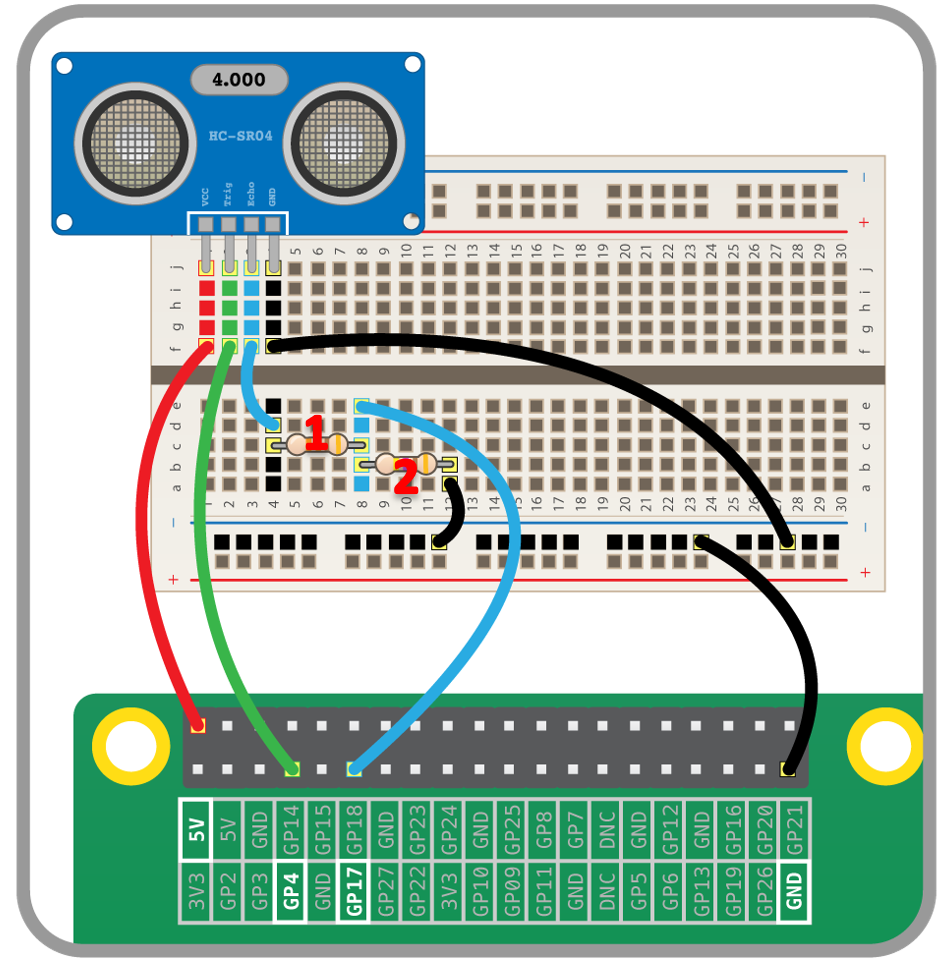 4.000
HC-SR04
VCC Trig Echo GND
−
+
5 6 7 8 9 10 11 12 13 14 15 16 17 18 19 20 21 22 23 24 25 26 27 28 29 30
j j
i i
h h
g g
f f
e e
d d
c c
b b
a a
1
2
2 3 4 5 6 7 8 9 10 11 13 14 15 16 17 18 19 20 21 22 23 24 25 26 27 28 29 30
− −
+ +
5V 5V GND GP14 GP15 GP18 GND GP23 GP24 GND GP25 GP8 GP7 DNC GND GP12 GND GP16 GP20 GP21
3V3 GP2 GP3 GP4 GND GP17 GP27 GP22 3V3 GP10 GP09 GP11 GND DNC GP5 GP6 GP13 GP19 GP26 GND